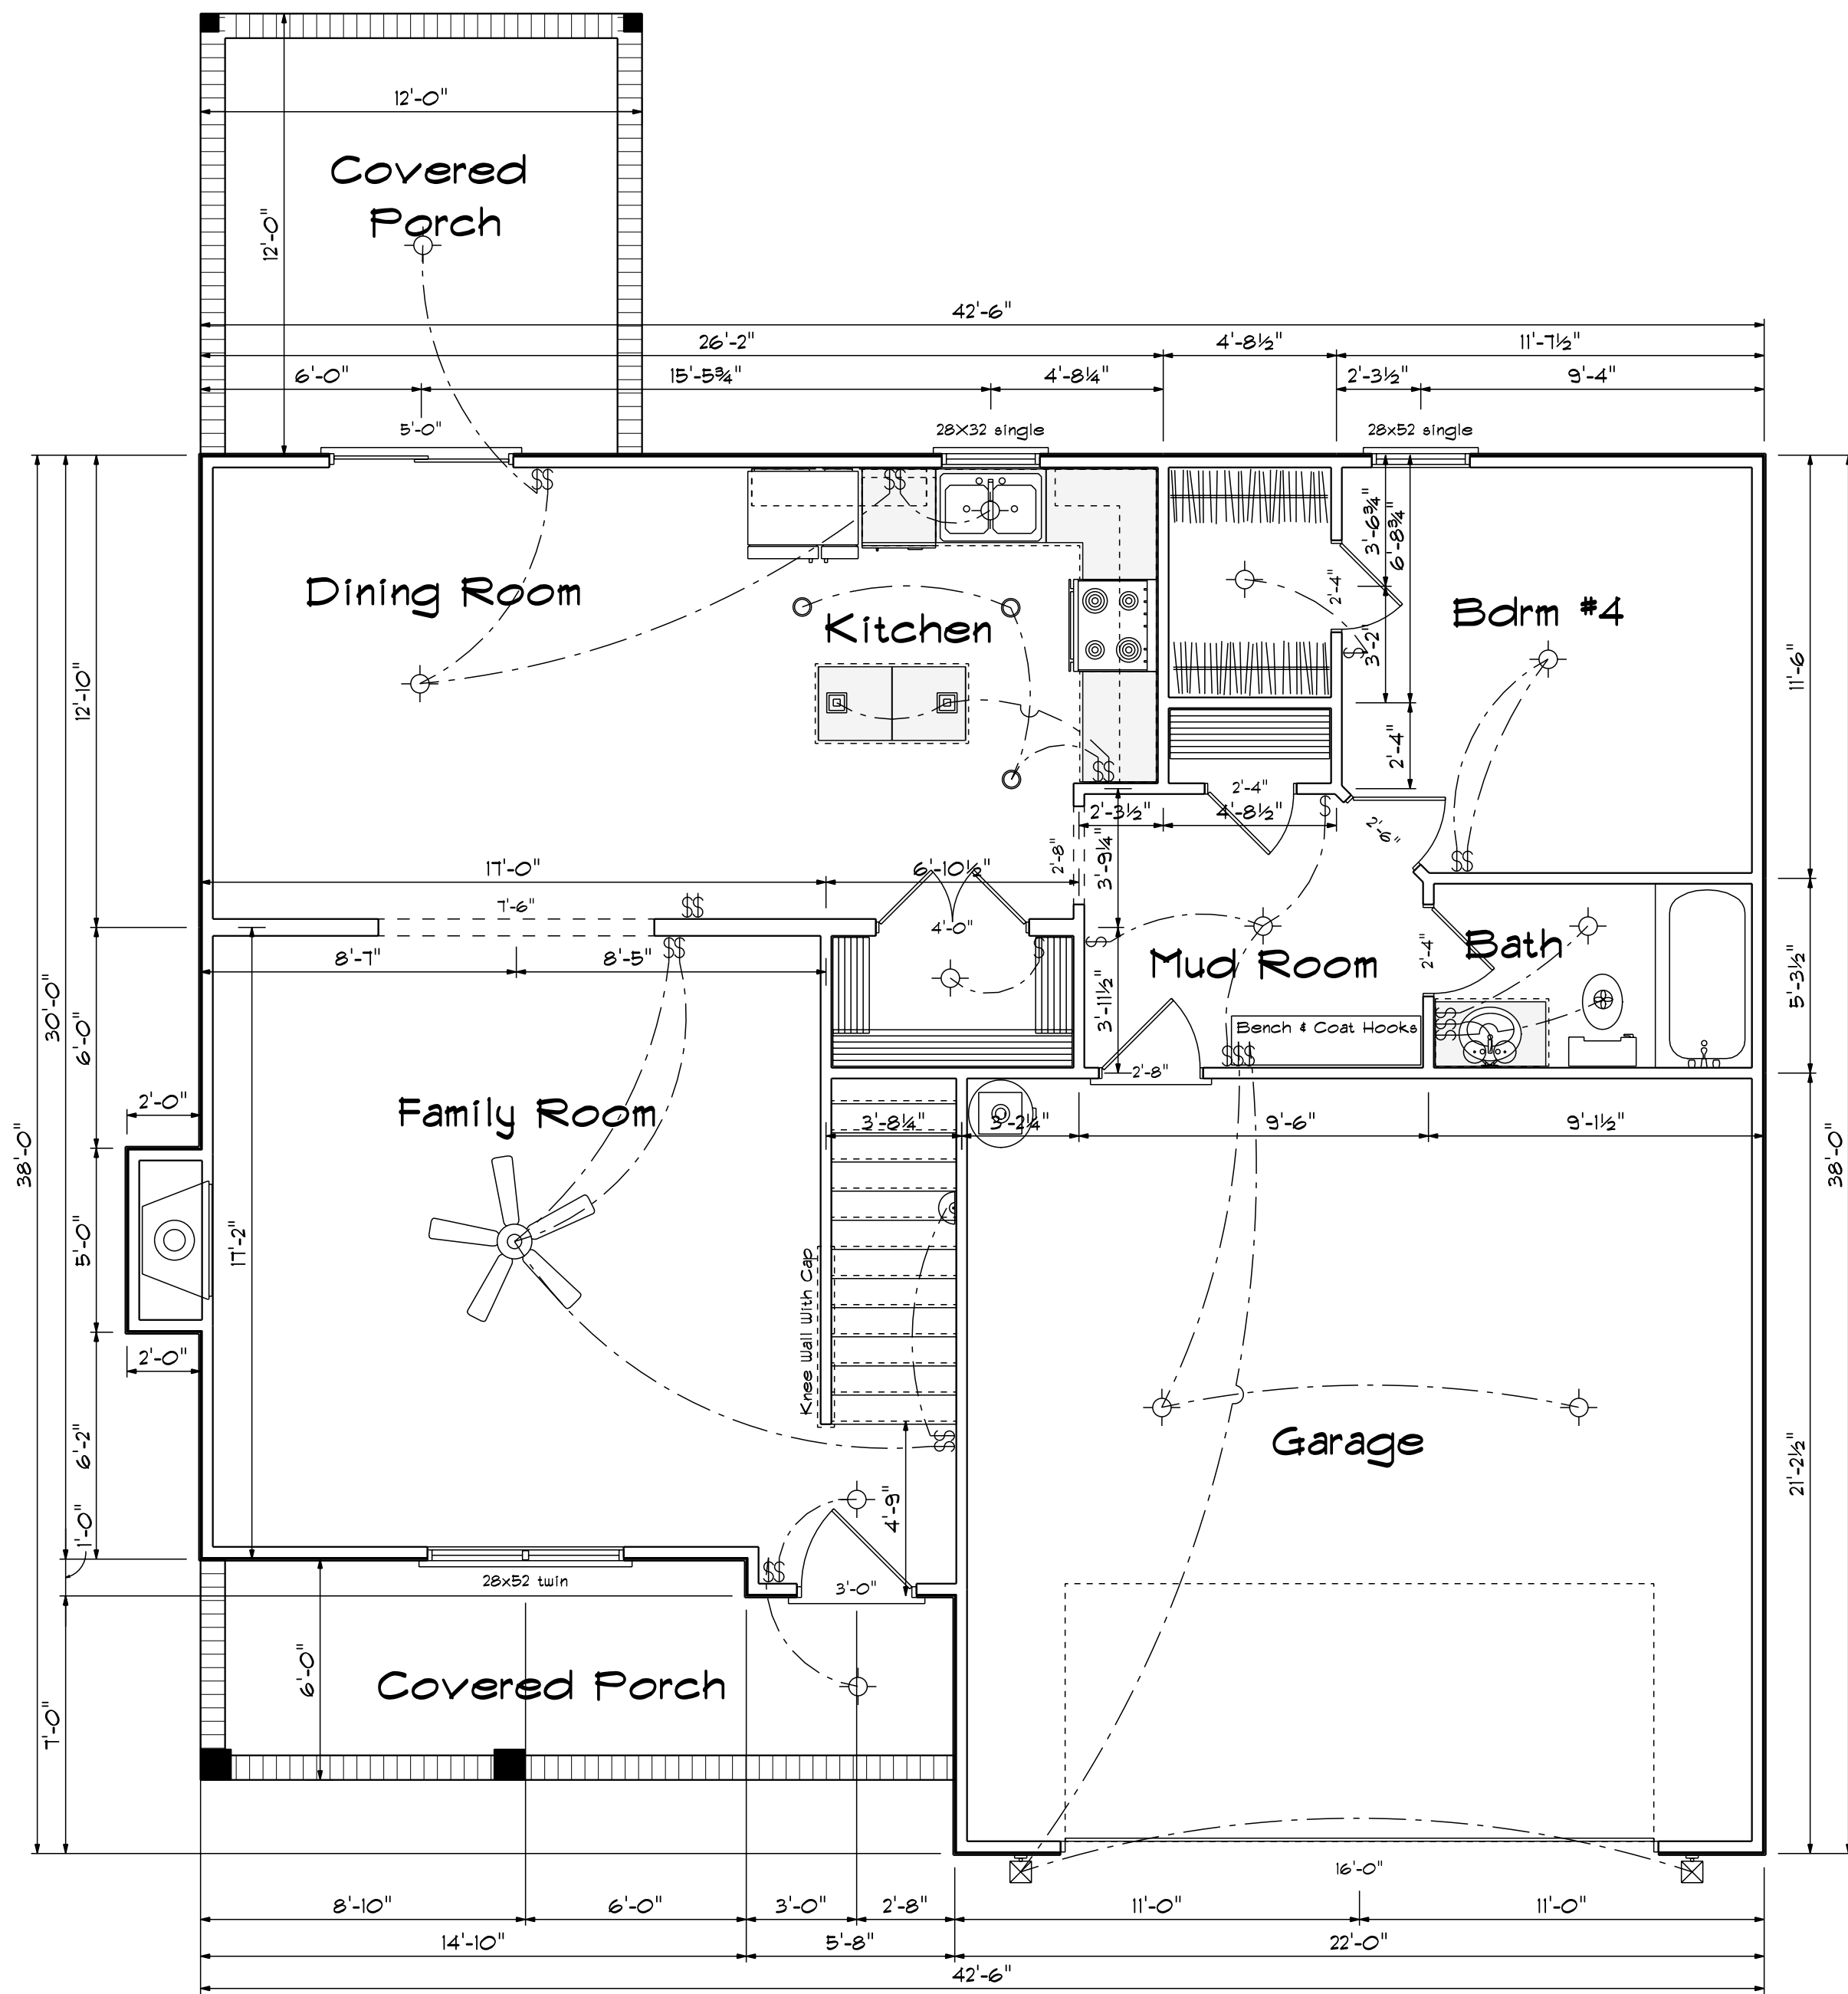 12'-0"
Covered
Porch
12'-0"
42'-6"
26'-2" 4'-8½" 11'-7½"
6'-0" 15'-5¾" 4'-8¼" 2'-3½" 9'-4"
5'-0" 28X32 single 28x52 single
$$ $$
3'-6¾"
6'-8¾"
Dining Room
Kitchen
2'-4"
Bdrm #4
3'-2"
$
12'-10"
11'-6"
2'-4"
$$
2'-4"
2'-3½" 4'-8½"
$
2'-6"
2'-8"
3'-9¼"
$$
17'-0" 6'-10½"
7'-6"
$$
4'-0"
8'-7" 8'-5"
$$
$
$
Mud Room
2'-4"
Bath
5'-3½"
3'-11½"
30'-0"
6'-0"
Bench & Coat Hooks
$$$
$$$
2'-8"
2'-0"
Family Room
3'-8¼" 3'-2¼" 9'-6" 9'-1½"
38'-0"
38'-0"
5'-0"
17'-2"
Knee Wall With Cap
2'-0"
6'-2"
$$
Garage
21'-2½"
4'-9"
1'-0"
28x52 twin
$$
3'-0"
6'-0"
Covered Porch
7'-0"
16'-0"
8'-10" 6'-0" 3'-0" 2'-8" 11'-0" 11'-0"
14'-10" 5'-8" 22'-0"
42'-6"